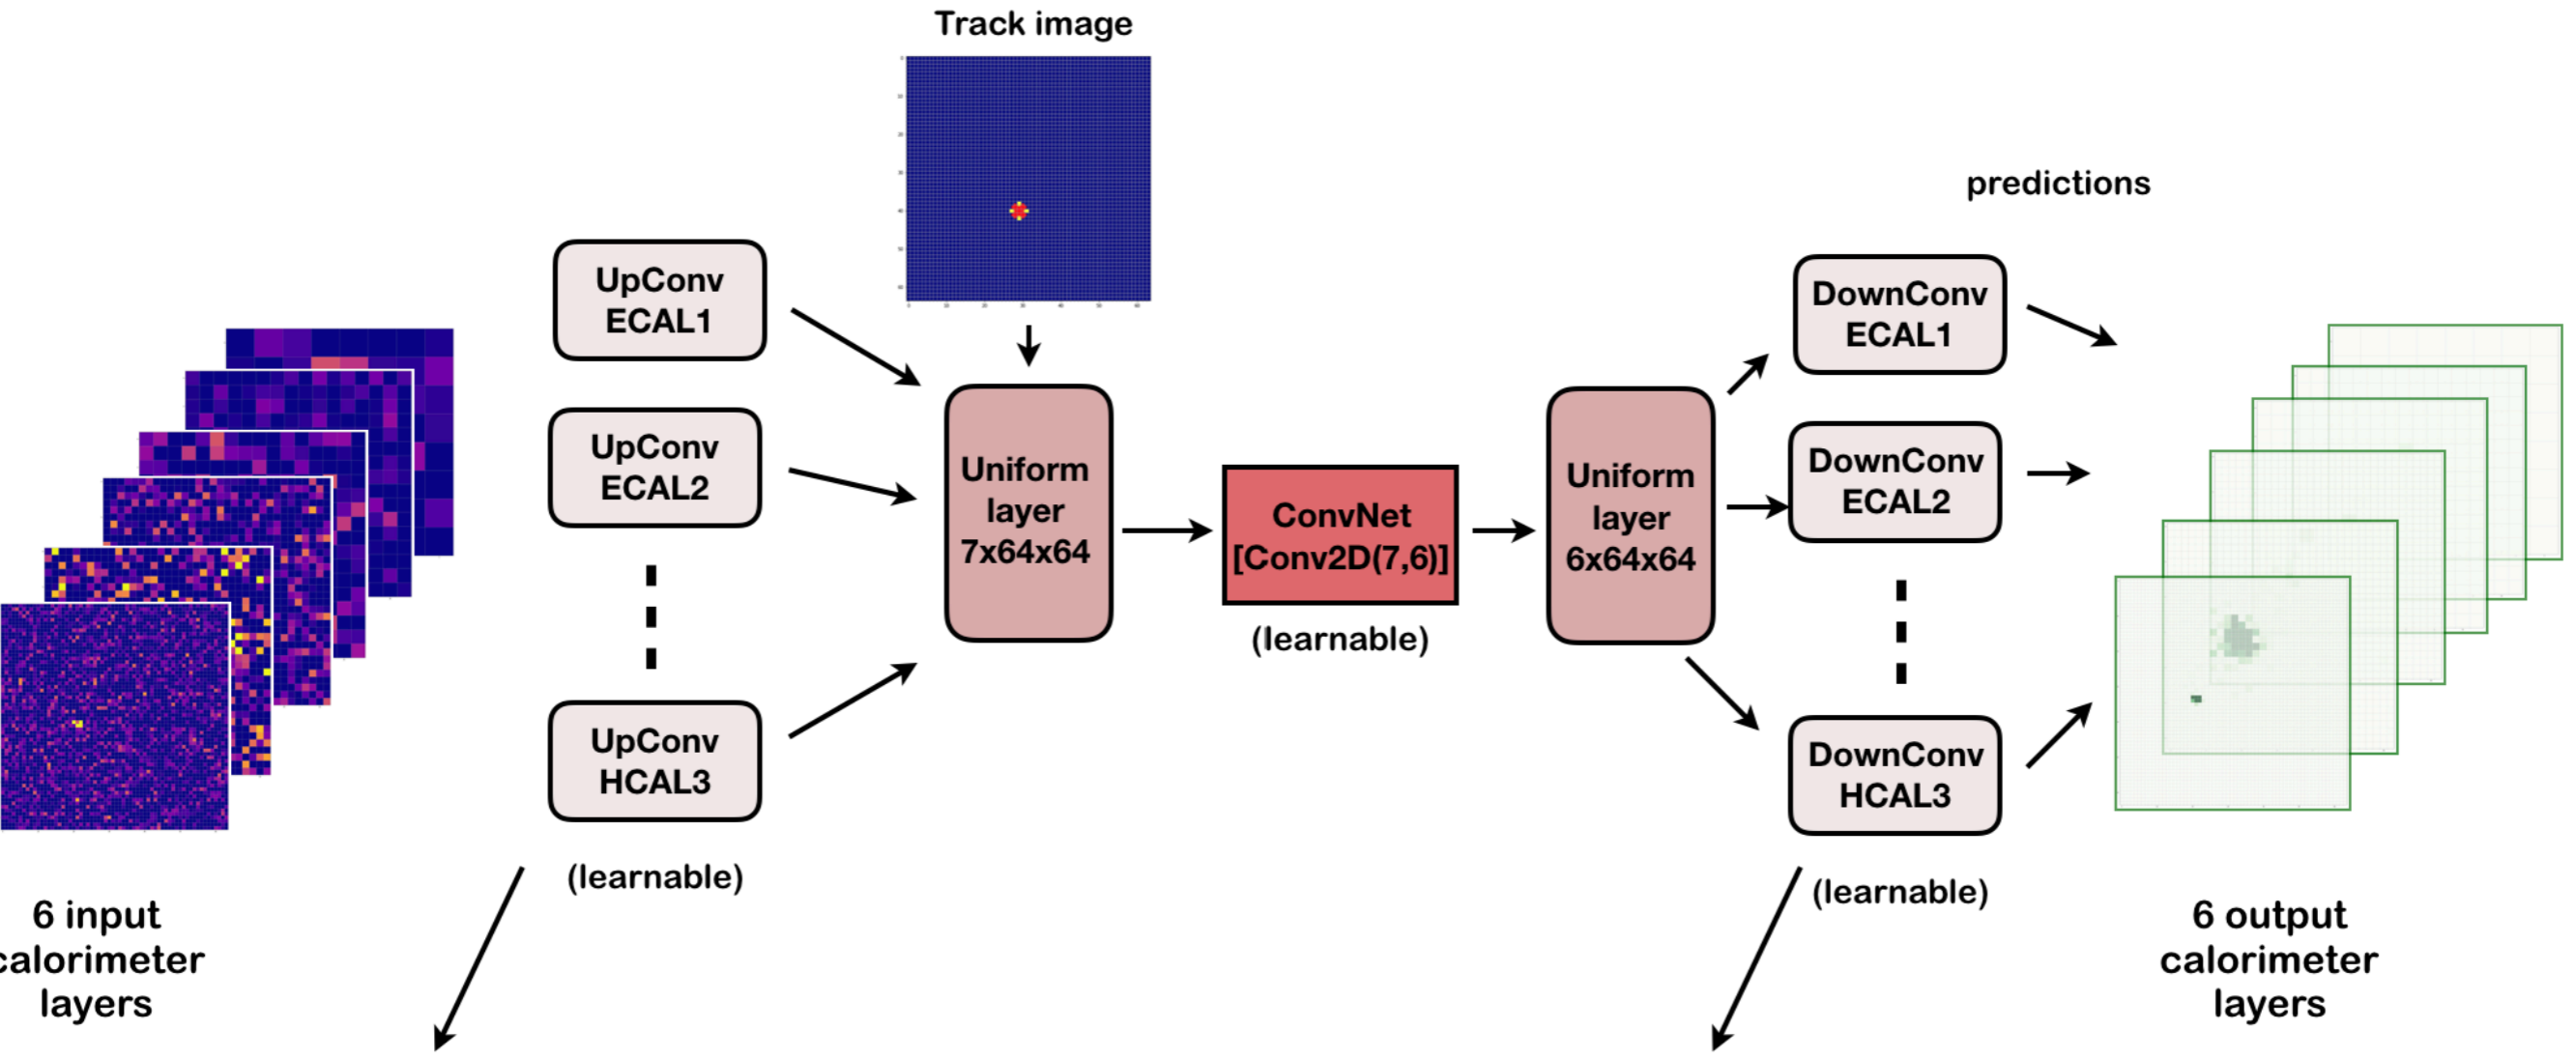 Track image
predictions
UpConv
ECAL1
UpConv
ECAL2
UpConv
HCAL3
(learnable)
Uniform
layer
7x64x64
ConvNet
[Conv2D(7,6)]
(learnable)
Uniform
layer
6x64x64
DownConv
ECAL1
DownConv
ECAL2
DownConv
HCAL3
(learnable)
6 input
calorimeter
layers
6 output
calorimeter
layers